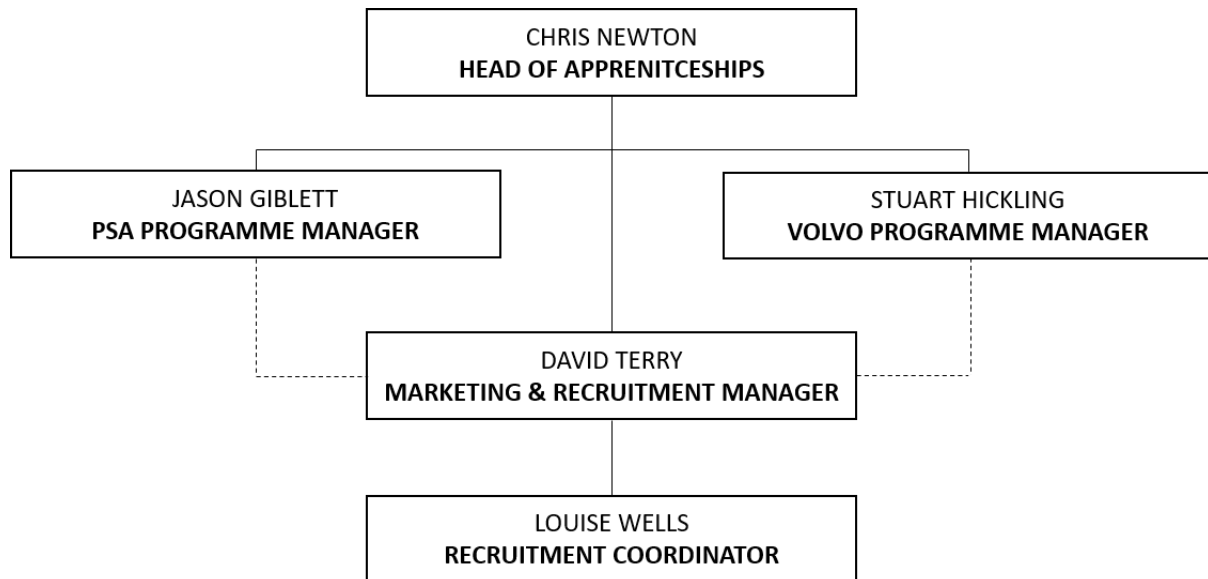 CHRIS NEWTON
HEAD OF APPRENITCESHIPS
JASON GIBLETT
PSA PROGRAMME MANAGER
STUART HICKLING
VOLVO PROGRAMME MANAGER
DAVID TERRY
MARKETING & RECRUITMENT MANAGER
LOUISE WELLS
RECRUITMENT COORDINATOR